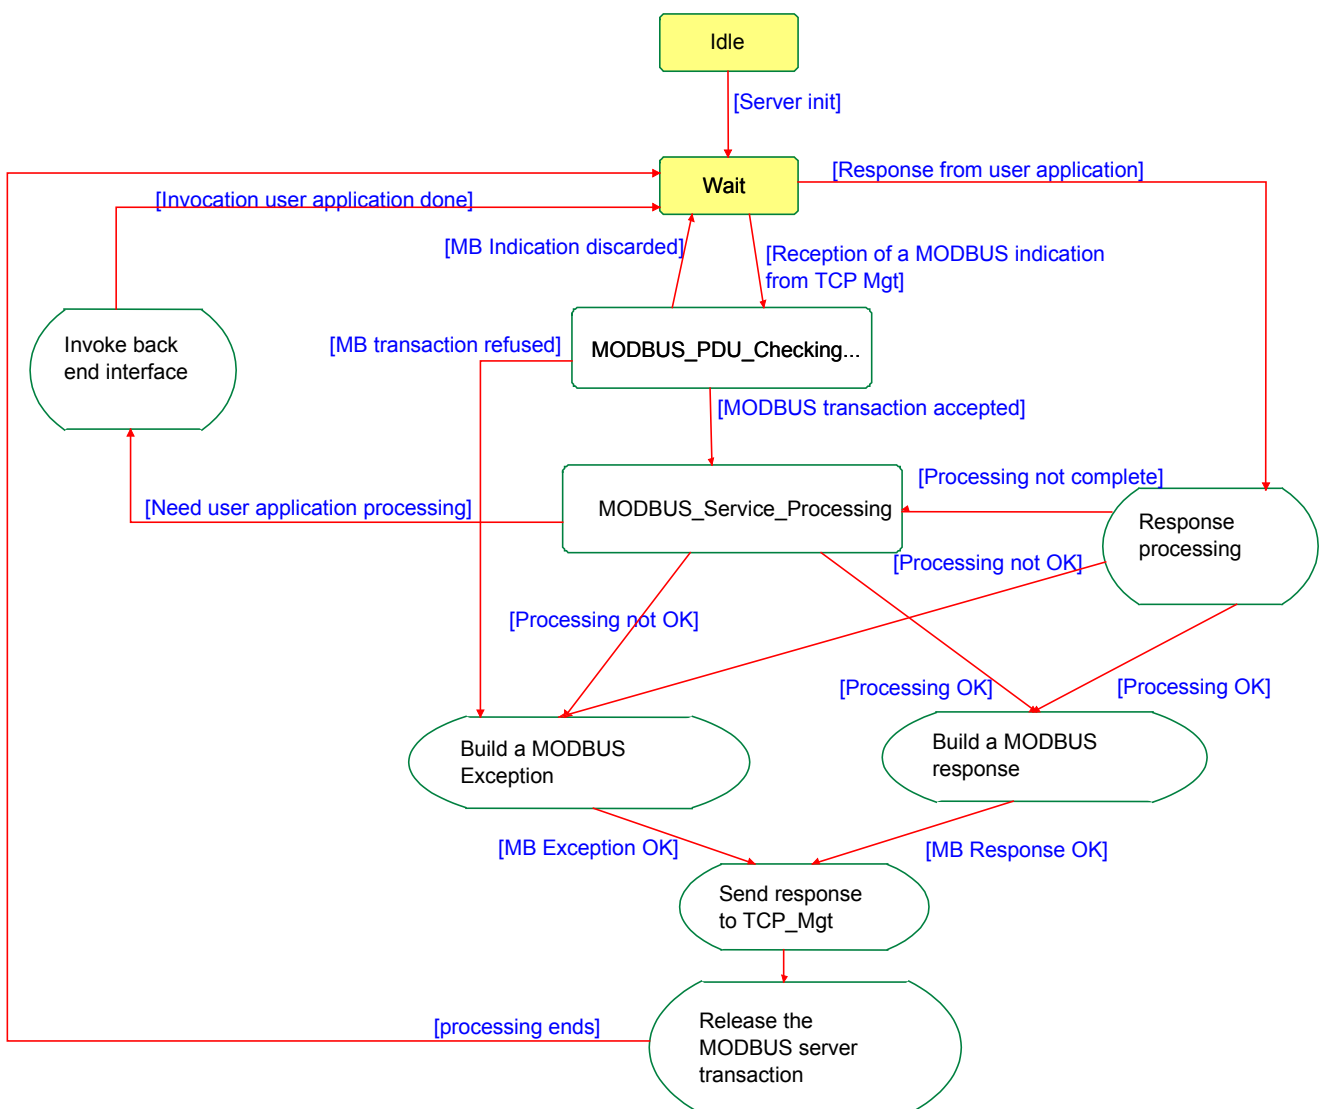 Idle
[Server init]
Wait
[Response from user application]
[Invocation user application done]
[MB Indication discarded]
[Reception of a MODBUS indication
from TCP Mgt]
Invoke back
end interface
[MB transaction refused]
MODBUS_PDU_Checking...
[MODBUS transaction accepted]
[Processing not complete]
[Need user application processing]
MODBUS_Service_Processing
Response
processing
[Processing not OK]
[Processing not OK]
[Processing OK]
[Processing OK]
Build a MODBUS
Exception
Build a MODBUS
response
[MB Exception OK]
[MB Response OK]
Send response
to TCP_Mgt
[processing ends]
Release the
MODBUS server
transaction